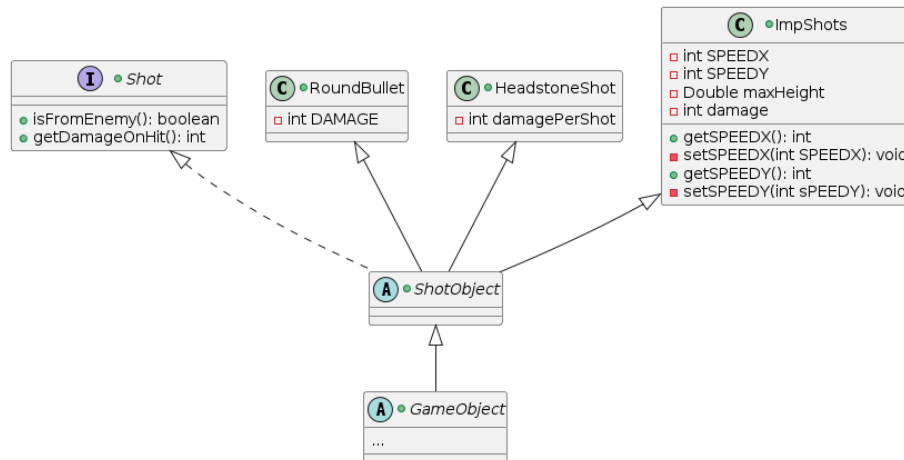 I Shot
isFromEnemy(): boolean
getDamageOnHit(): int
C RoundBullet
int DAMAGE
C HeadstoneShot
int damagePerShot
C ImpShots
int SPEEDX
int SPEEDY
Double maxHeight
int damage
getSPEEDX(): int
setSPEEDX(int SPEEDX): void
getSPEEDY(): int
setSPEEDY(int sPEEDY): void
A ShotObject
A GameObject
...